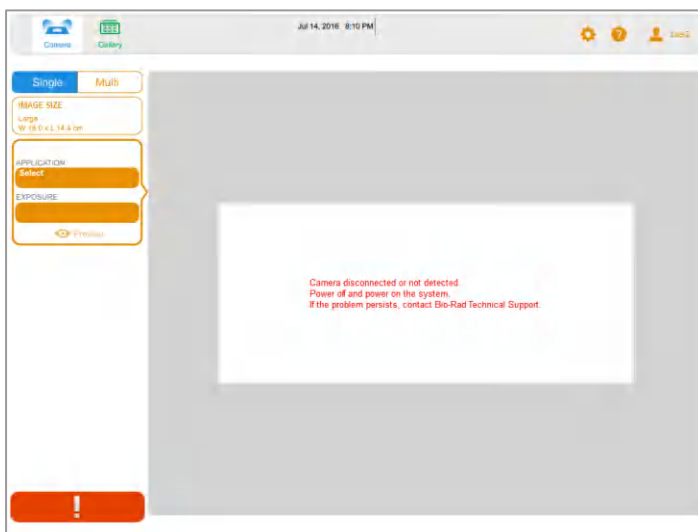 Jul 14, 2016 8:10 PM
Camera
Gallery
Single
Multi
IMAGE SIZE
Large
APPLICATION
Select
EXPOSURE
Preview
Camera disconnected or not detected.
Power off and power on the system.
If the problem persists, contact Bio-Rad Technical Support.
!